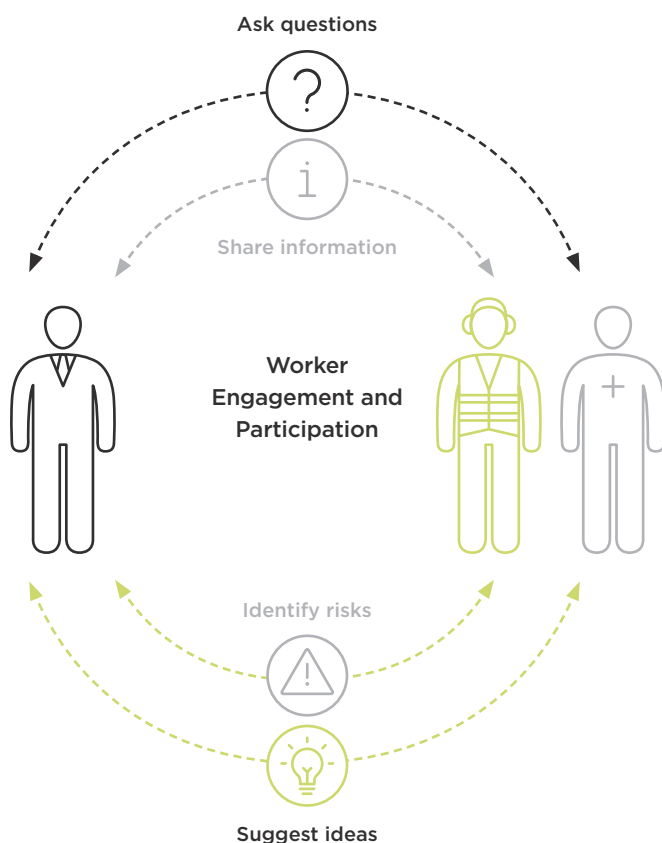 Ask questions
?
i
Share information
Worker
Engagement and
Participation
Identify risks
!
Suggest ideas